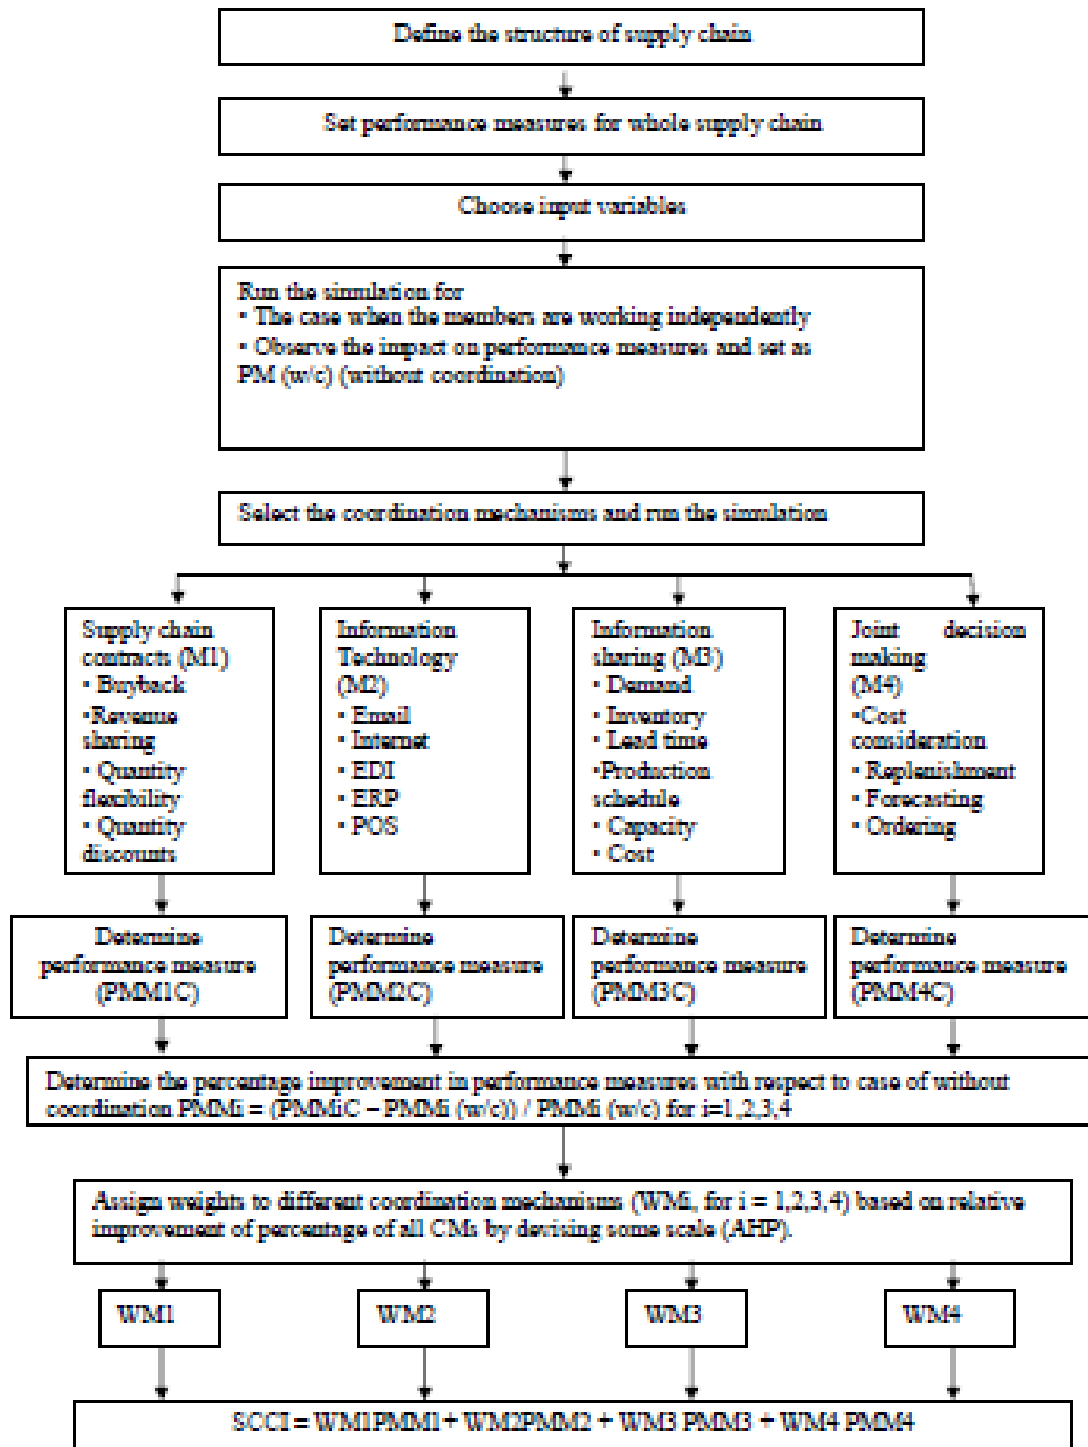 Define the structure of supply chain
Set performance measures for whole supply chain
Choose input variables
Run the simulation for
• The case when the members are working independently
• Observe the impact on performance measures and set as
PM (w/c) (without coordination)
Select the coordination mechanisms and run the simulation
Supply chain
contracts (M1)
• Buyback
•Revenue
sharing
• Quantity
flexibility
• Quantity
discounts
Information
Technology
(M2)
• Email
• Internet
• EDI
• ERP
• POS
Information
sharing (M3)
• Demand
• Inventory
• Lead time
•Production
schedule
• Capacity
• Cost
Joint decision
making
(M4)
•Cost
consideration
• Replenishment
• Forecasting
• Ordering
Determine
performance measure
(PMM1C)
Determine
performance measure
(PMM2C)
Determine
performance measure
(PMM3C)
Determine
performance measure
(PMM4C)
Determine the percentage improvement in performance measures with respect to case of without
coordination PMMi = (PMMiC – PMMi (w/c)) / PMMi (w/c) for i=1,2,3,4
Assign weights to different coordination mechanisms (WMi, for i = 1,2,3,4) based on relative
improvement of percentage of all CMs by devising some scale (AHP).
WM1
WM2
WM3
WM4
SCCI = WM1PMM1+ WM2PMM2 + WM3 PMM3 + WM4 PMM4